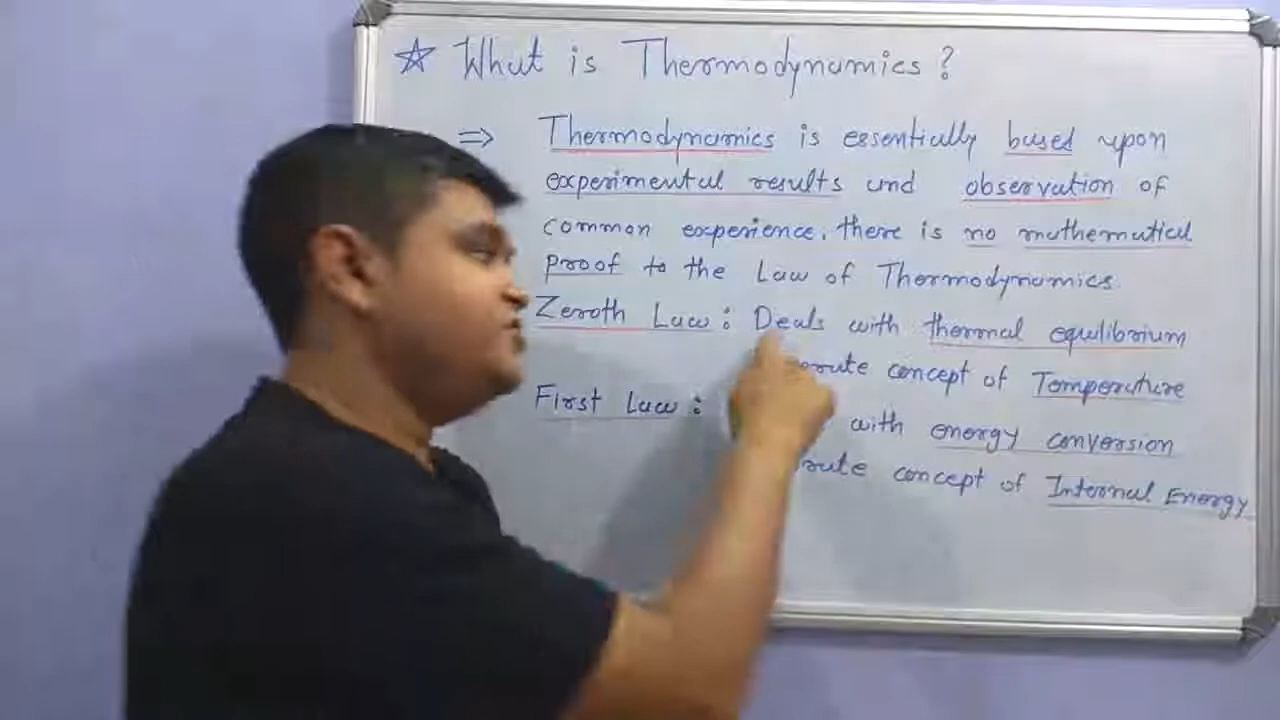 ☆ What is Thermodynamics?
⇒ Thermodynamics is essentially based upon
experimental results and observation of
common experience. there is no mathematical
proof to the Law of Thermodynamics.
Zeroth Law : Deals with thermal equilibrium
concept of Temperature
First Law : with energy conversion
concept of Internal Energy